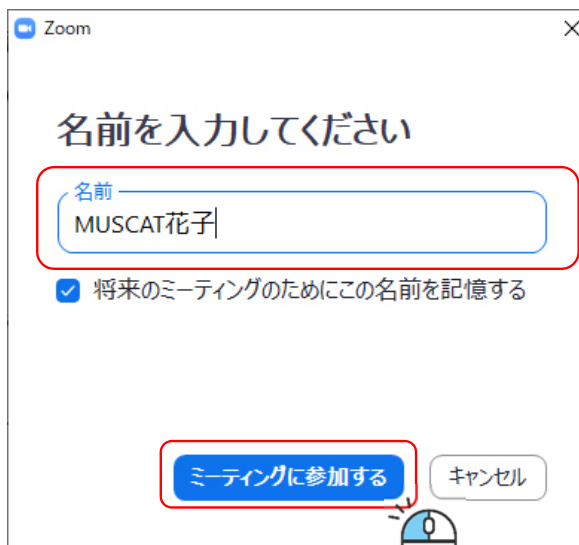 Zoom
名前を入力してください
名前
MUSCAT花子
将来のミーティングのためにこの名前を記憶する
ミーティングに参加する
キャンセル